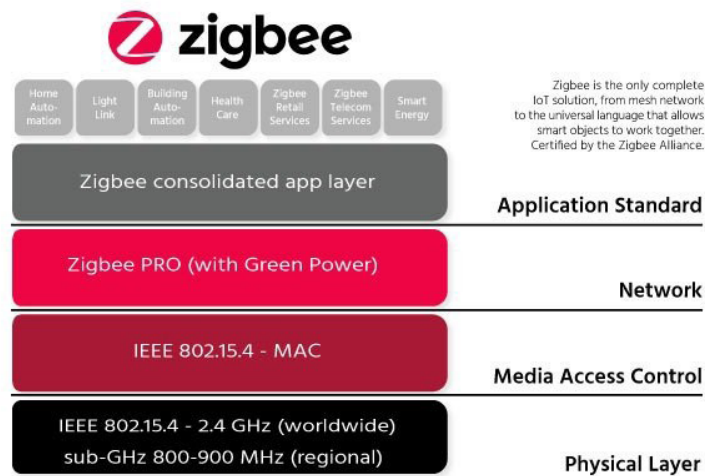 zigbee
Home
Auto-
mation
Light
Link
Building
Auto-
mation
Health
Care
Zigbee
Retail
Services
Zigbee
Telecom
Services
Smart
Energy
Zigbee is the only complete
IoT solution, from mesh network
to the universal language that allows
smart objects to work together.
Certified by the Zigbee Alliance.
Zigbee consolidated app layer
Application Standard
Zigbee PRO (with Green Power)
Network
IEEE 802.15.4 - MAC
Media Access Control
IEEE 802.15.4 - 2.4 GHz (worldwide)
sub-GHz 800-900 MHz (regional)
Physical Layer